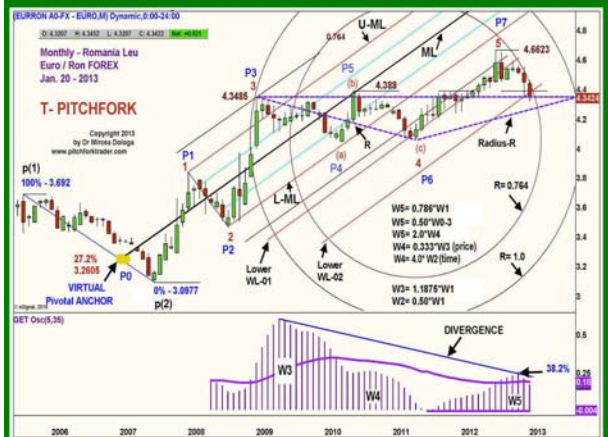 (EURRON A0-FX - EURO,M) Dynamic,0:00-24:00
O: 4.3207 H: 4.3452 L: 4.3207 C: 4.3422
Monthly - Romania Leu
Euro / Ron FOREX
Jan. 20 - 2013
T- PITCHFORK
Copyright 2013
by Dr Mircea Dologa
www.pitchforktrader.com
p(1)
100% - 3.692
27.2%
3.2605
P0
VIRTUAL
Pivotal ANCHOR
0% - 3.0977
p(2)
P1
1
2
P2
P3
3
4.3485
0.764
U-ML
ML
P5
(b)
4.388
(a)
P4
R
L-ML
(c)
4
P6
P7
5
4.6623
Radius-R
R= 0.764
R= 1.0
Lower
WL-01
Lower
WL-02
W5= 0.786*W1
W5= 0.50*W0-3
W5= 2.0*W4
W4= 0.333*W3 (price)
W4= 4.0* W2(time)
W3= 1.1875*W1
W2= 0.50*W1
4.8
4.6
4.4
4.2
4
3.8
3.6
3.4
3.2
3
GET Osc(5,35)
DIVERGENCE
38.2%
W3
W4
W5
0.5
0.25
-0.004
2006
2007
2008
2009
2010
2011
2012
2013